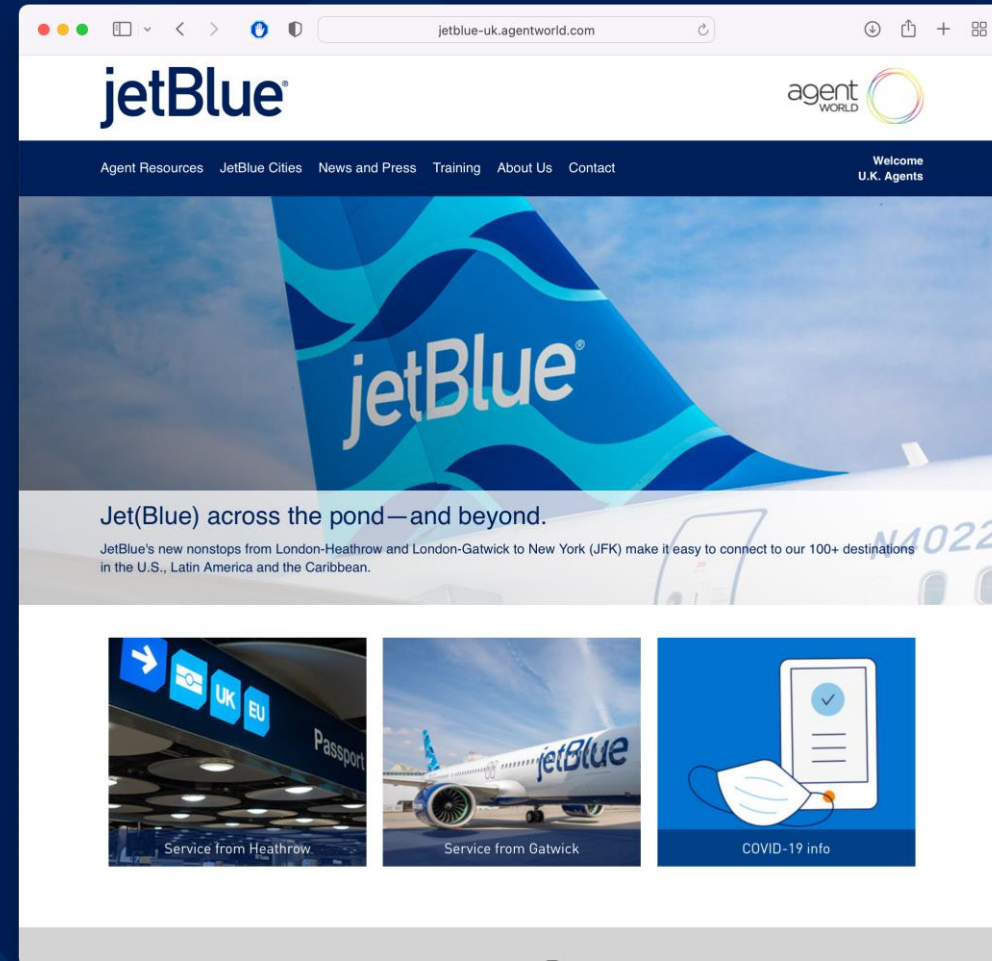 jetblue-uk.agentworld.com
jetBlue®
agent
WORLD
Agent Resources JetBlue Cities News and Press Training About Us Contact
Welcome
U.K. Agents
jetBlue®
Jet(Blue) across the pond—and beyond.
JetBlue's new nonstops from London-Heathrow and London-Gatwick to New York (JFK) make it easy to connect to our 100+ destinations
in the U.S., Latin America and the Caribbean.
N4022
UK
EU
Passport
jetBlue
Service from Heathrow
Service from Gatwick
COVID-19 info